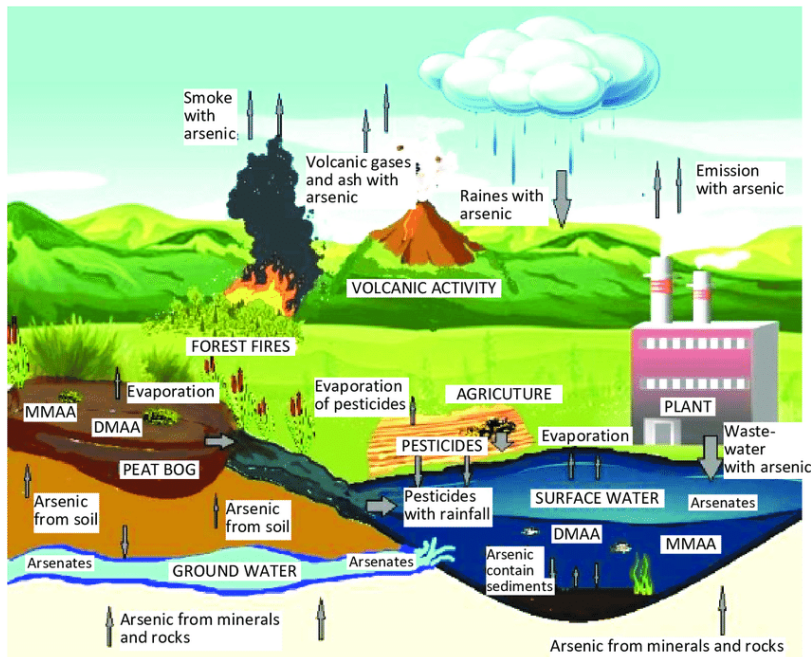 Smoke
with
arsenic
Volcanic gases
and ash with
arsenic
Raines with
arsenic
Emission
with arsenic
VOLCANIC ACTIVITY
FOREST FIRES
Evaporation
MMAA
DMAA
PEAT BOG
Evaporation
of pesticides
AGRICUTURE
PESTICIDES
Evaporation
PLANT
Waste-
water
with arsenic
Pesticides
with rainfall
SURFACE WATER
Arsenates
Arsenic
from soil
Arsenic
from soil
DMAA
MMAA
Arsenates
GROUND WATER
Arsenates
Arsenic
contain
sediments
Arsenic from minerals
and rocks
Arsenic from minerals and rocks